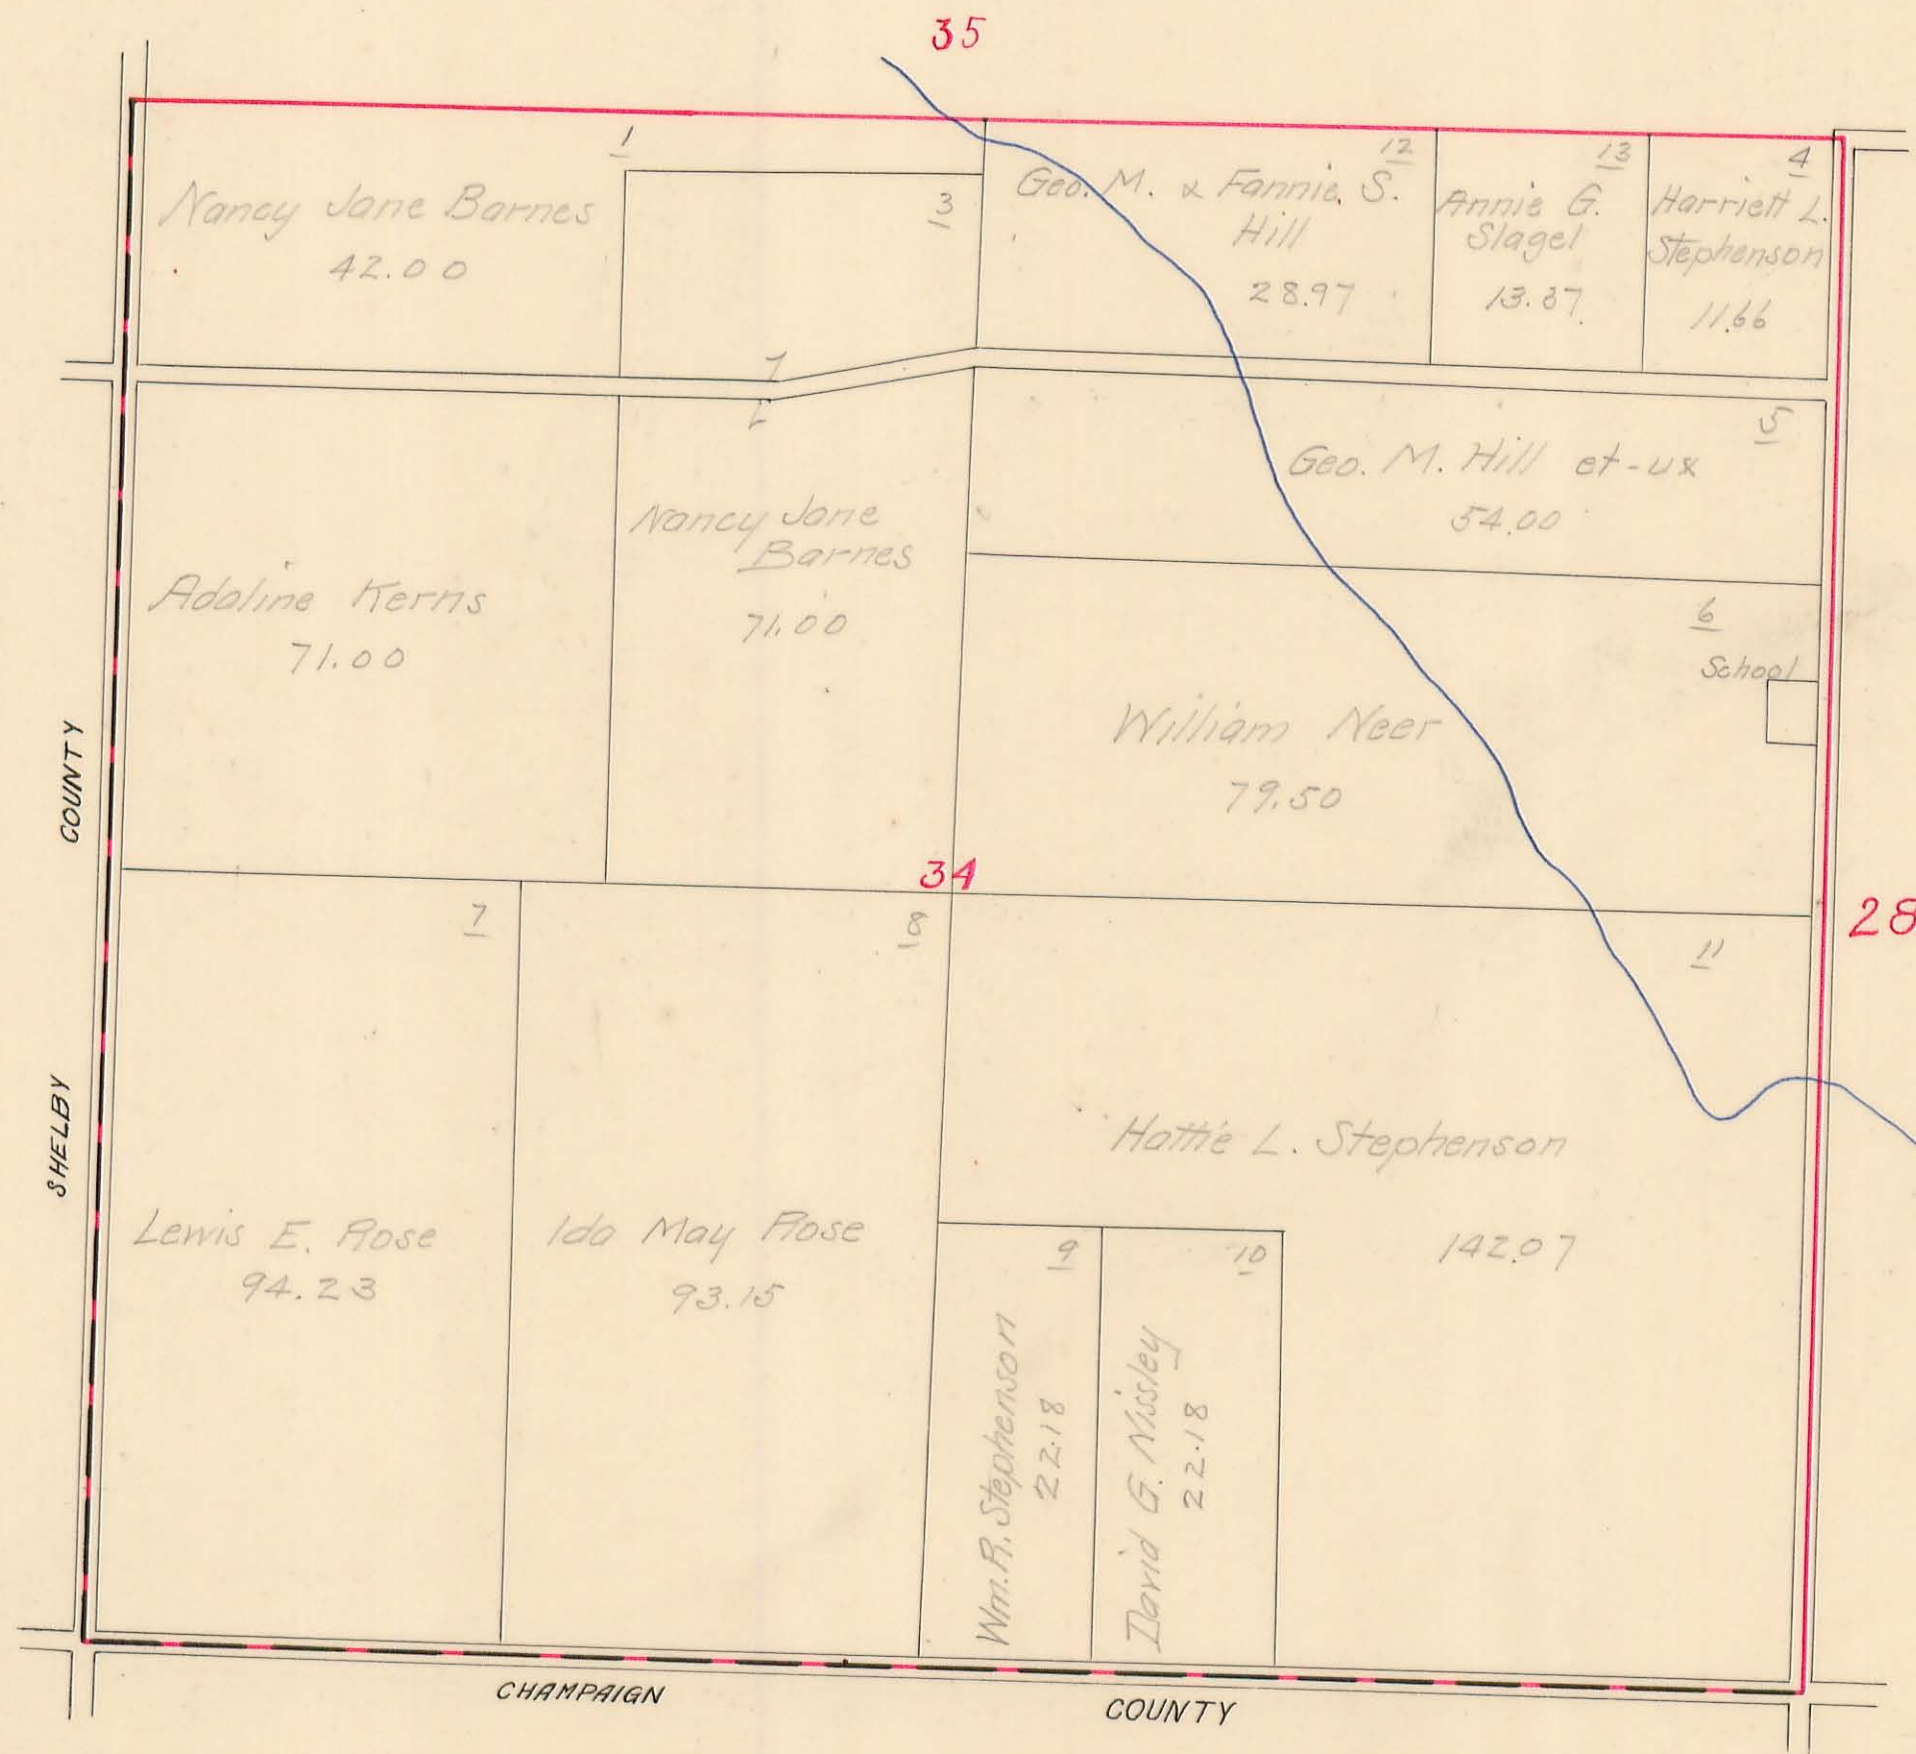 35
1
Nancy Jane Barnes
42.00
3
12
Geo. M. & Fannie S.
Hill
28.97
13
Annie G.
Slagel
13.37
4
Harriett L.
Stephenson
11.66
5
Geo. M. Hill et-ux
54.00
Adaline Kerns
71.00
Nancy Jane
Barnes
71.00
6
School
William Neer
79.50
34
28
7
Lewis E. Rose
94.23
8
Ida May Rose
93.15
11
Hattie L. Stephenson
142.07
9
Wm. R. Stephenson
22.18
10
David G. Nissley
22.18
SHELBY COUNTY
CHAMPAIGN COUNTY